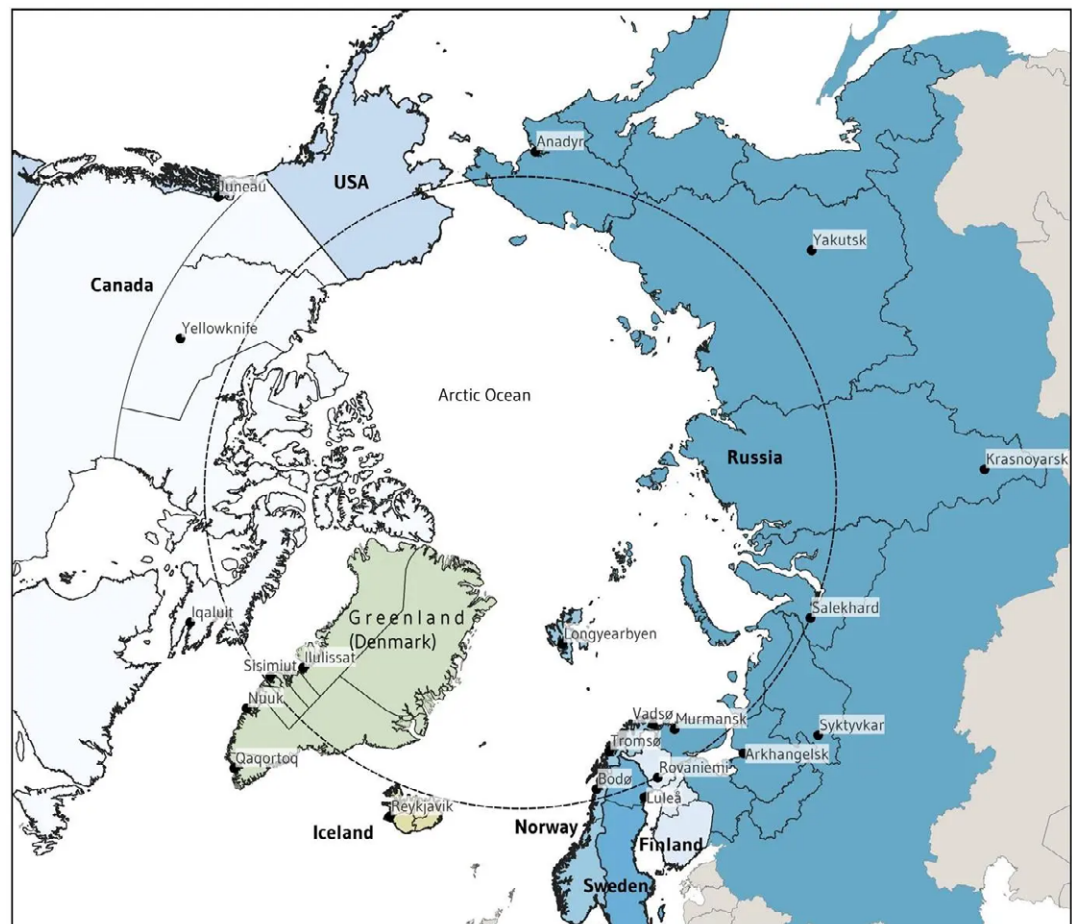 Anadyr
Juneau
USA
Yakutsk
Canada
Yellowknife
Arctic Ocean
Russia
Krasnoyarsk
Iqaluit
Greenland
(Denmark)
Salekhard
Longyearbyen
Ilulissat
Sisimiut
Nuuk
Vadsø
Murmansk
Syktyvkar
Tromsø
Arkhangelsk
Qaqortoq
Rovaniemi
Bodø
Luleå
Reykjavik
Iceland
Norway
Finland
Sweden